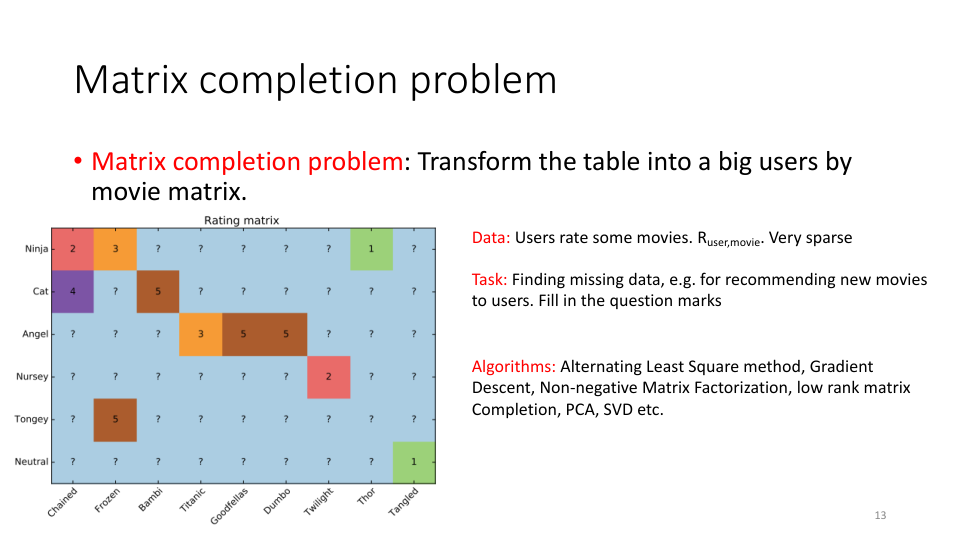 Matrix completion problem
• Matrix completion problem: Transform the table into a big users by
movie matrix.
Rating matrix
Ninja 2 3 ? ? ? ? ? 1 ?
Cat 4 ? 5 ? ? ? ? ? ?
Angel ? ? ? 3 5 5 ? ? ?
Nursey ? ? ? ? ? ? 2 ? ?
Tongey ? 5 ? ? ? ? ? ? ?
Neutral ? ? ? ? ? ? ? ? 1
Chained Frozen Bambi Titanic Goodfellas Dumbo Twilight Thor Tangled
Data: Users rate some movies. Ruser,movie. Very sparse
Task: Finding missing data, e.g. for recommending new movies
to users. Fill in the question marks
Algorithms: Alternating Least Square method, Gradient
Descent, Non-negative Matrix Factorization, low rank matrix
Completion, PCA, SVD etc.
13